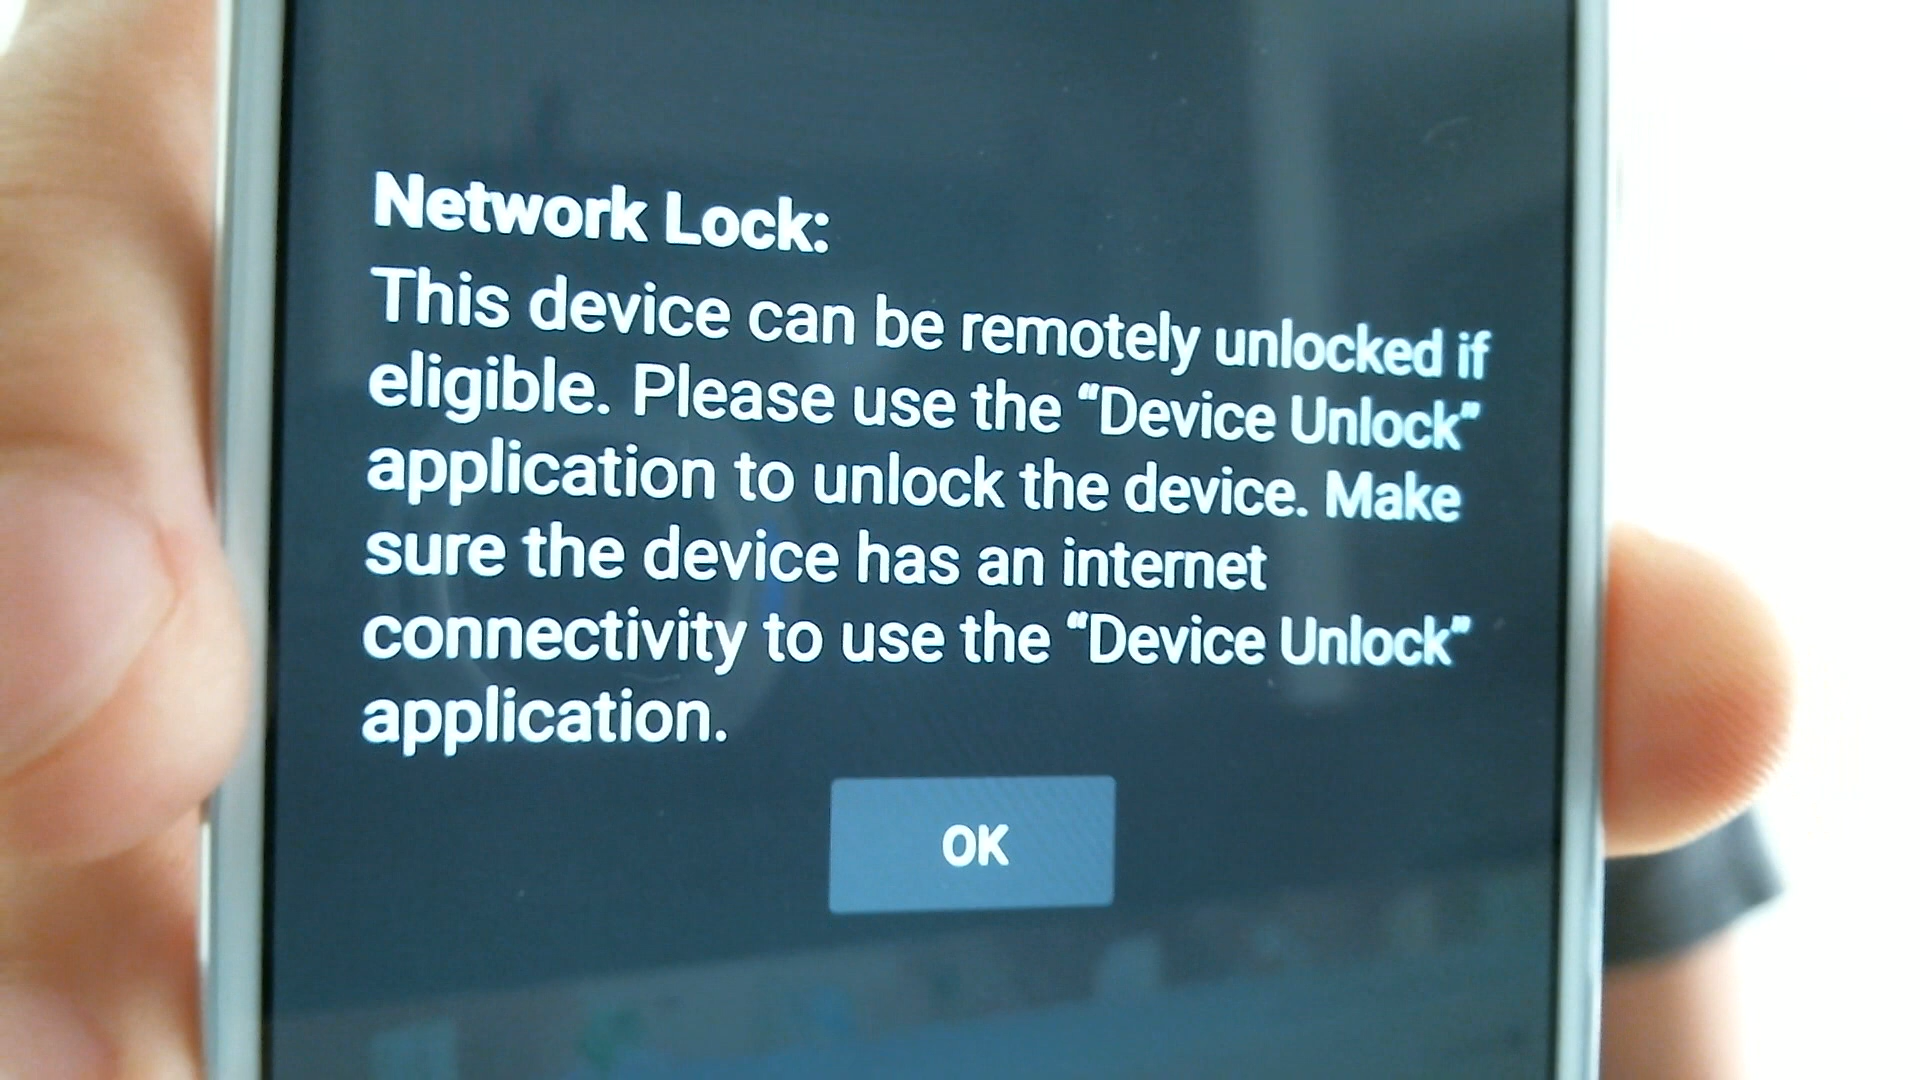 Network Lock:
This device can be remotely unlocked if
eligible. Please use the “Device Unlock”
application to unlock the device. Make
sure the device has an internet
connectivity to use the “Device Unlock”
application.
OK